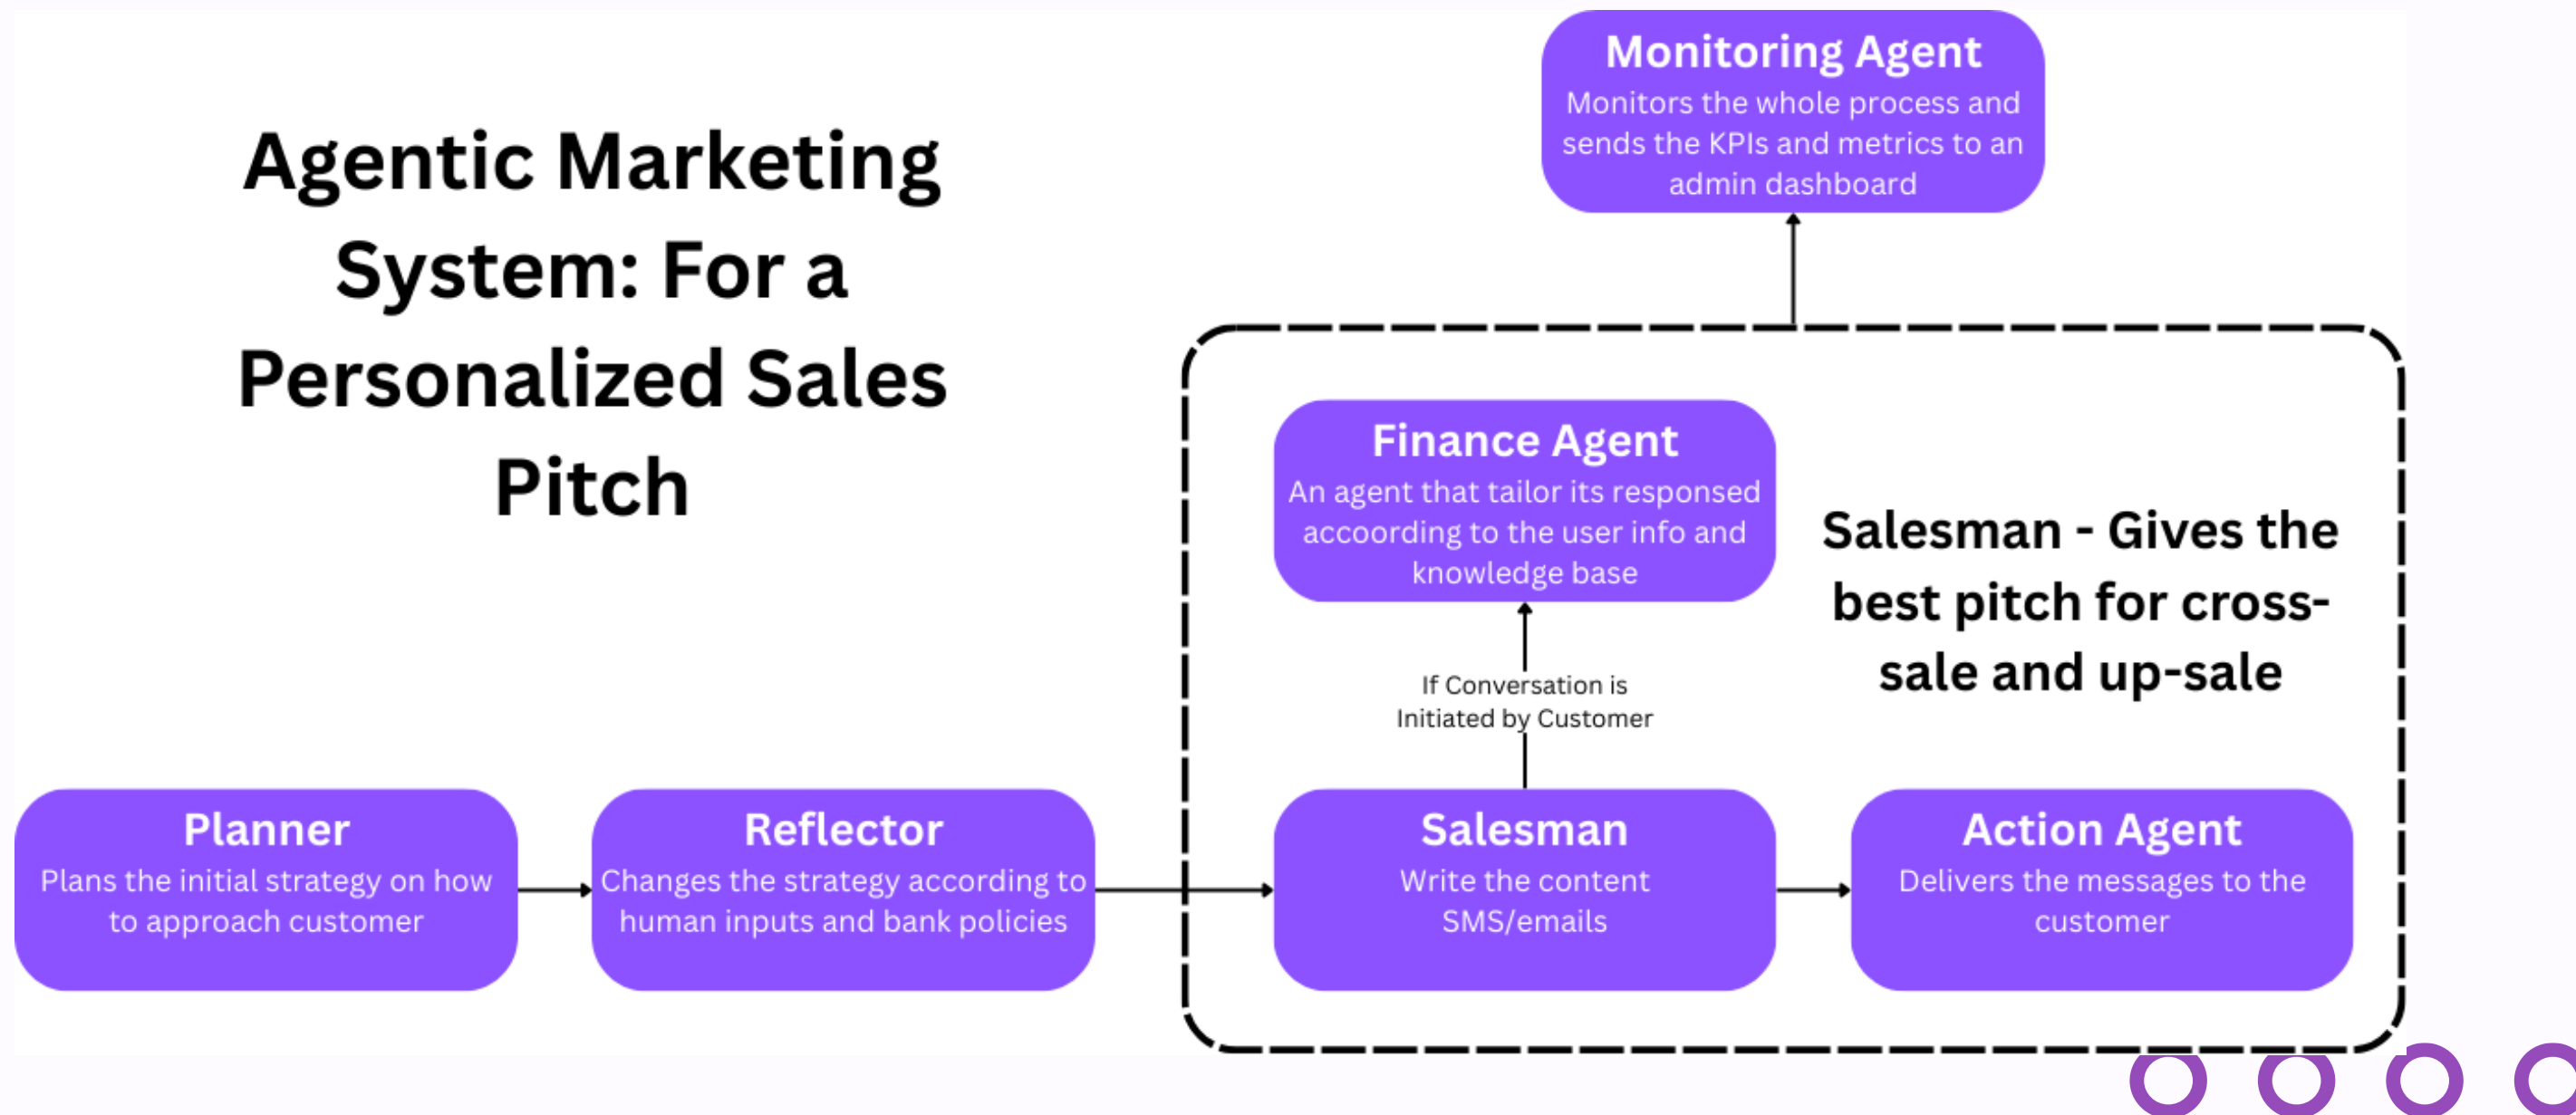 Agentic Marketing
System: For a
Personalized Sales
Pitch
Monitoring Agent
Monitors the whole process and
sends the KPIs and metrics to an
admin dashboard
Finance Agent
An agent that tailor its responsed
accoording to the user info and
knowledge base
Salesman - Gives the
best pitch for cross-
sale and up-sale
If Conversation is
Initiated by Customer
Planner
Plans the initial strategy on how
to approach customer
Reflector
Changes the strategy according to
human inputs and bank policies
Salesman
Write the content
SMS/emails
Action Agent
Delivers the messages to the
customer